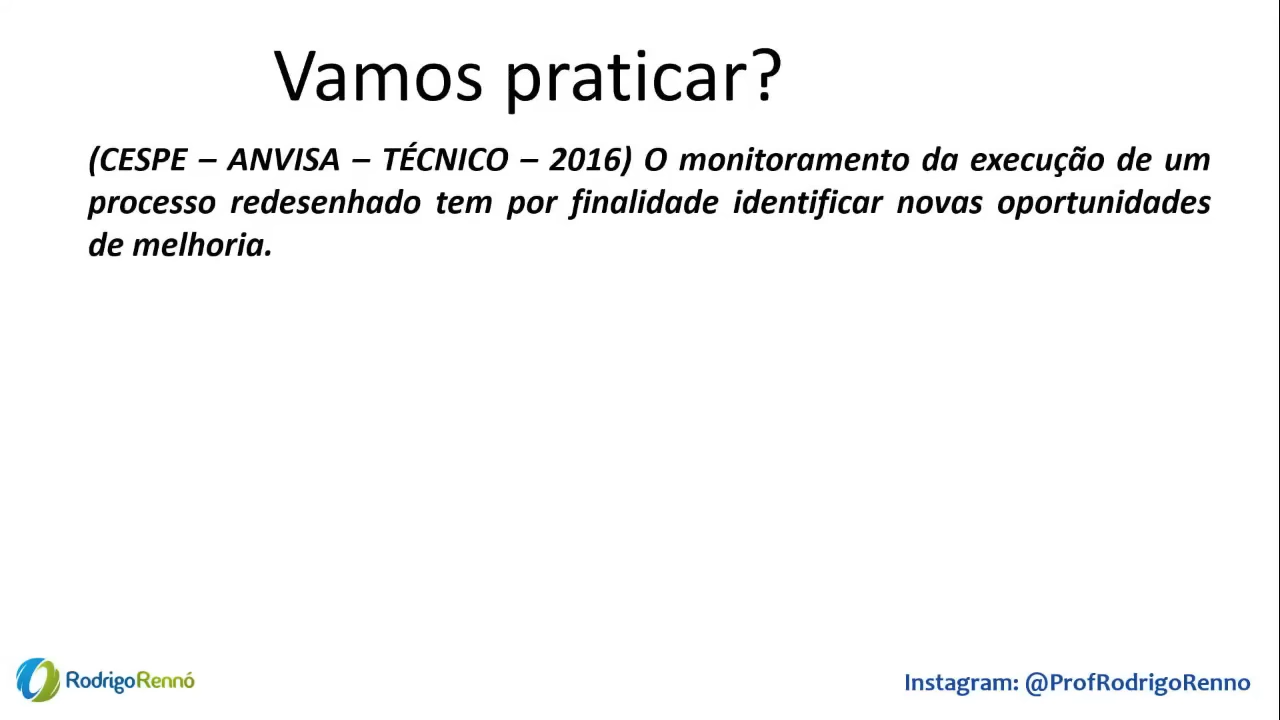 Vamos praticar?
(CESPE – ANVISA – TÉCNICO – 2016) O monitoramento da execução de um
processo redesenhado tem por finalidade identificar novas oportunidades
de melhoria.
RodrigoRennó
Instagram: @ProfRodrigoRenno